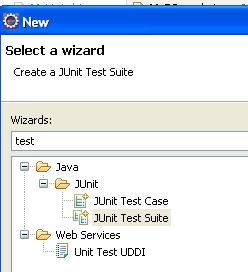 New
Select a wizard
Create a JUnit Test Suite
Wizards:
test
Java
JUnit
JUnit Test Case
JUnit Test Suite
Web Services
Unit Test UDDI